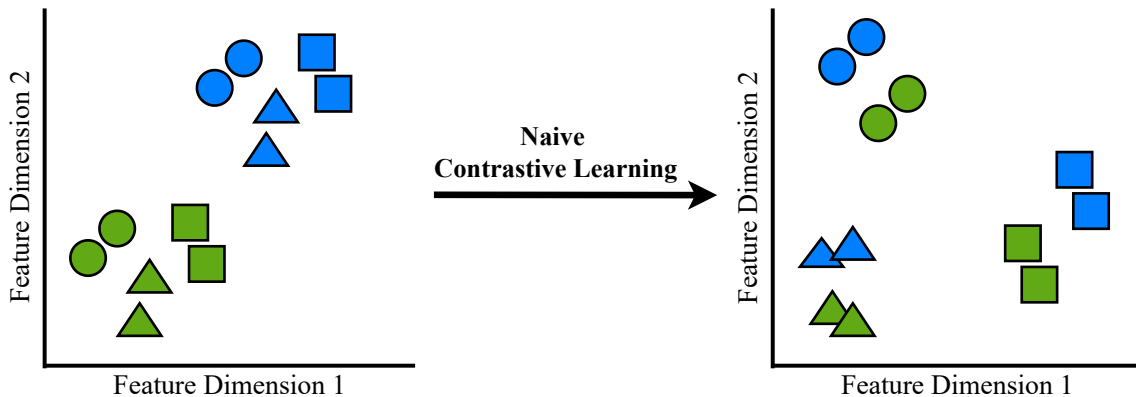 Feature Dimension 2
Feature Dimension 1
Naive
Contrastive Learning
Feature Dimension 2
Feature Dimension 1